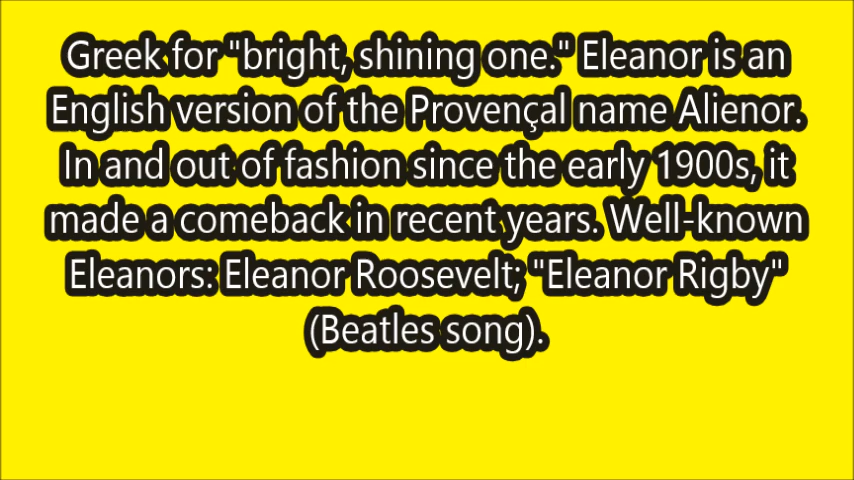 Greek for "bright, shining one." Eleanor is an
English version of the Provençal name Alienor.
In and out of fashion since the early 1900s, it
made a comeback in recent years. Well-known
Eleanors: Eleanor Roosevelt; "Eleanor Rigby"
(Beatles song).